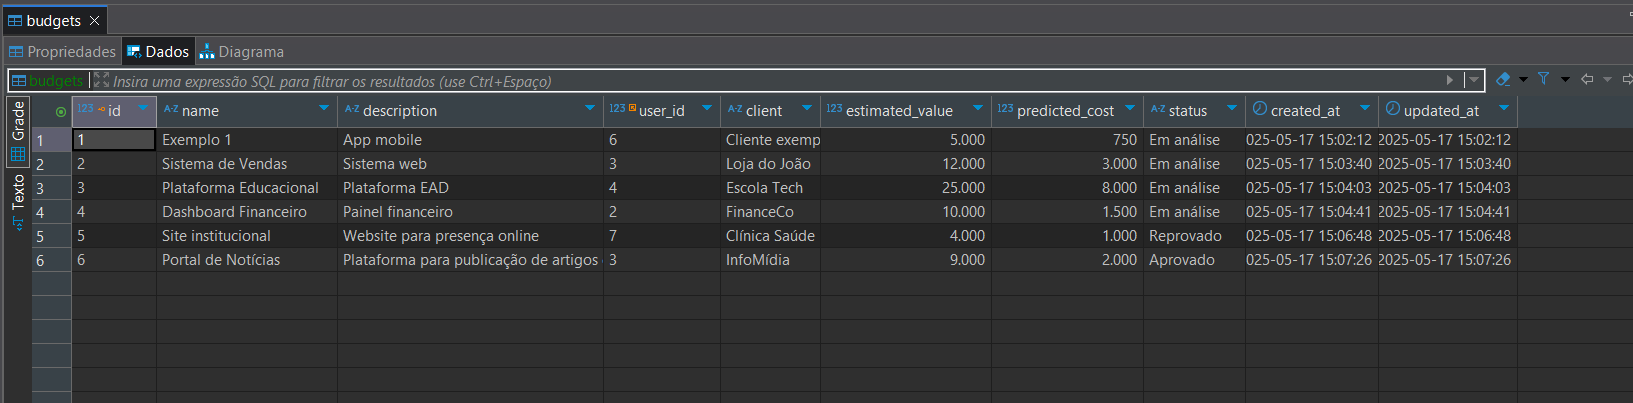 budgets
Propriedades Dados Diagrama
budgets Insira uma expressão SQL para filtrar os resultados (use Ctrl+Espaço)
Grade
Texto
123 id A-Z name A-Z description 123 user_id A-Z client 123 estimated_value 123 predicted_cost A-Z status created_at updated_at
1 1 Exemplo 1 App mobile 6 Cliente exemp 5.000 750 Em análise 025-05-17 15:02:12 2025-05-17 15:02:12
2 2 Sistema de Vendas Sistema web 3 Loja do João 12.000 3.000 Em análise 025-05-17 15:03:40 2025-05-17 15:03:40
3 3 Plataforma Educacional Plataforma EAD 4 Escola Tech 25.000 8.000 Em análise 025-05-17 15:04:03 2025-05-17 15:04:03
4 4 Dashboard Financeiro Painel financeiro 2 FinanceCo 10.000 1.500 Em análise 025-05-17 15:04:41 2025-05-17 15:04:41
5 5 Site institucional Website para presença online 7 Clínica Saúde 4.000 1.000 Reprovado 025-05-17 15:06:48 2025-05-17 15:06:48
6 6 Portal de Notícias Plataforma para publicação de artigos 3 InfoMídia 9.000 2.000 Aprovado 025-05-17 15:07:26 2025-05-17 15:07:26